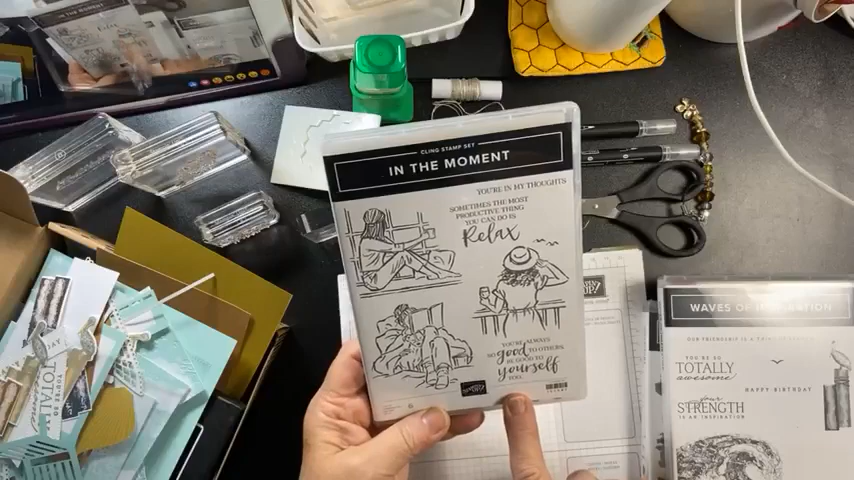 CLING STAMP SET
IN THE MOMENT
YOU'RE IN MY THOUGHTS
SOMETIMES THE MOST
PRODUCTIVE THING
YOU CAN DO IS
Relax
YOU'RE ALWAYS
SO good TO OTHERS,
BE GOOD TO
yourself
TOO.
WAVES OF INSPIRATION
YOU'RE SO
TOTALLY
awesome
HAPPY BIRTHDAY
your
STRENGTH
IS AN INSPIRATION
TOTALLY